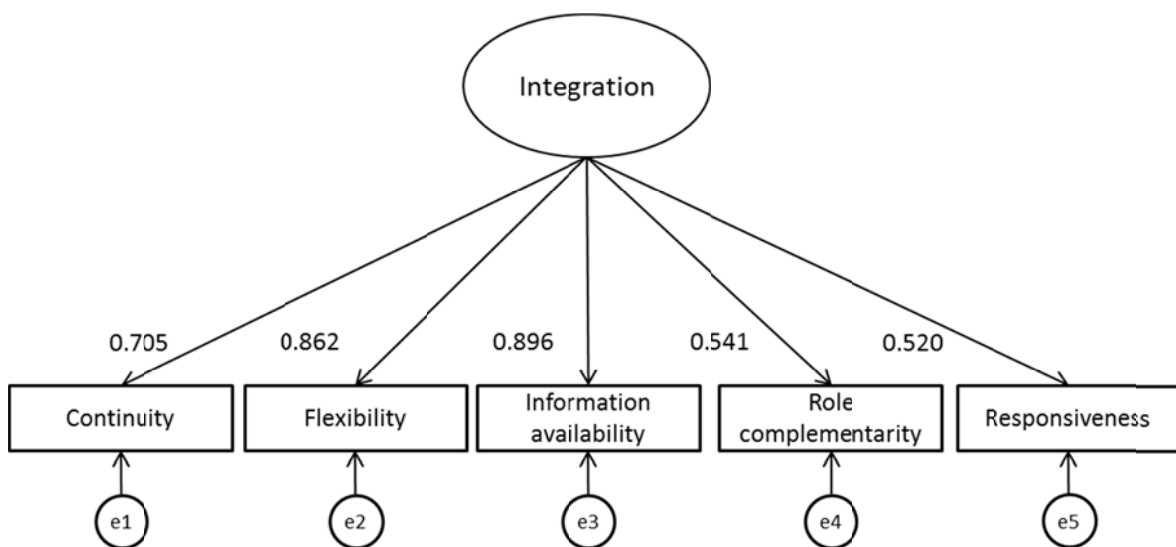 Integration
0.705
0.862
0.896
0.541
0.520
Continuity
Flexibility
Information
availability
Role
complementarity
Responsiveness
e1
e2
e3
e4
e5